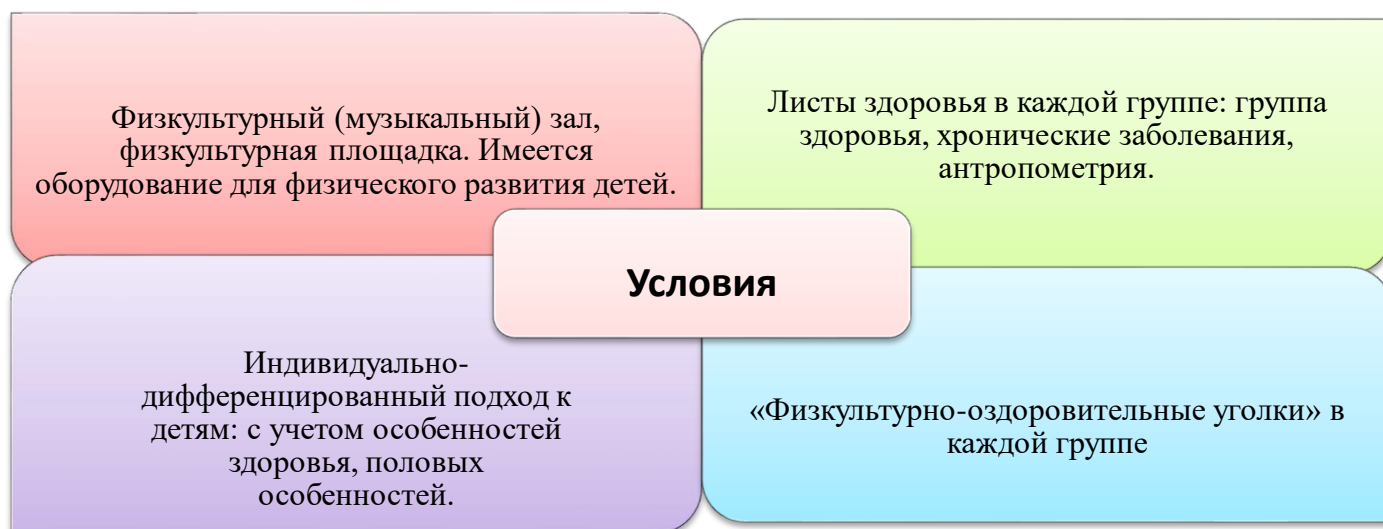 Физкультурный (музыкальный) зал,
физкультурная площадка. Имеется
оборудование для физического развития детей.
Листы здоровья в каждой группе: группа
здоровья, хронические заболевания,
антропометрия.
Условия
Индивидуально-
дифференцированный подход к
детям: с учетом особенностей
здоровья, половых
особенностей.
«Физкультурно-оздоровительные уголки» в
каждой группе